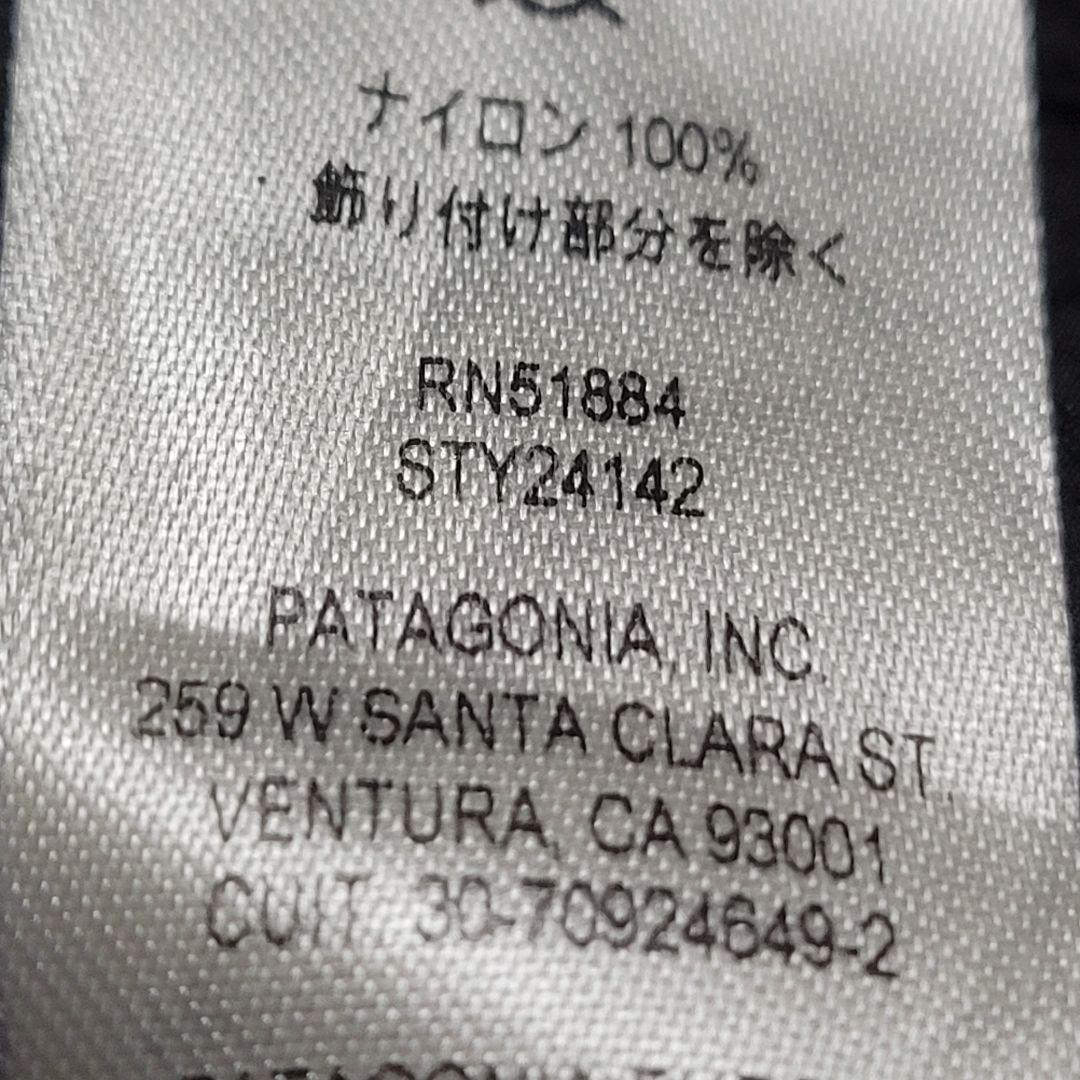 ナイロン 100%
飾り付け部分を除く
RN51884
STY24142
PATAGONIA, INC.
259 W SANTA CLARA ST.,
VENTURA, CA 93001
CUIT. 30-70924649-2